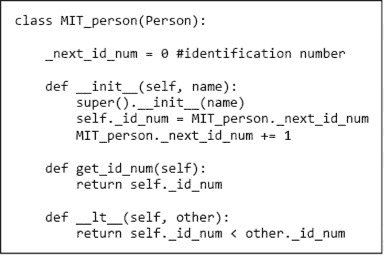 class MIT_person(Person):

    _next_id_num = 0 #identification number

    def __init__(self, name):
        super().__init__(name)
        self._id_num = MIT_person._next_id_num
        MIT_person._next_id_num += 1

    def get_id_num(self):
        return self._id_num

    def __lt__(self, other):
        return self._id_num < other._id_num